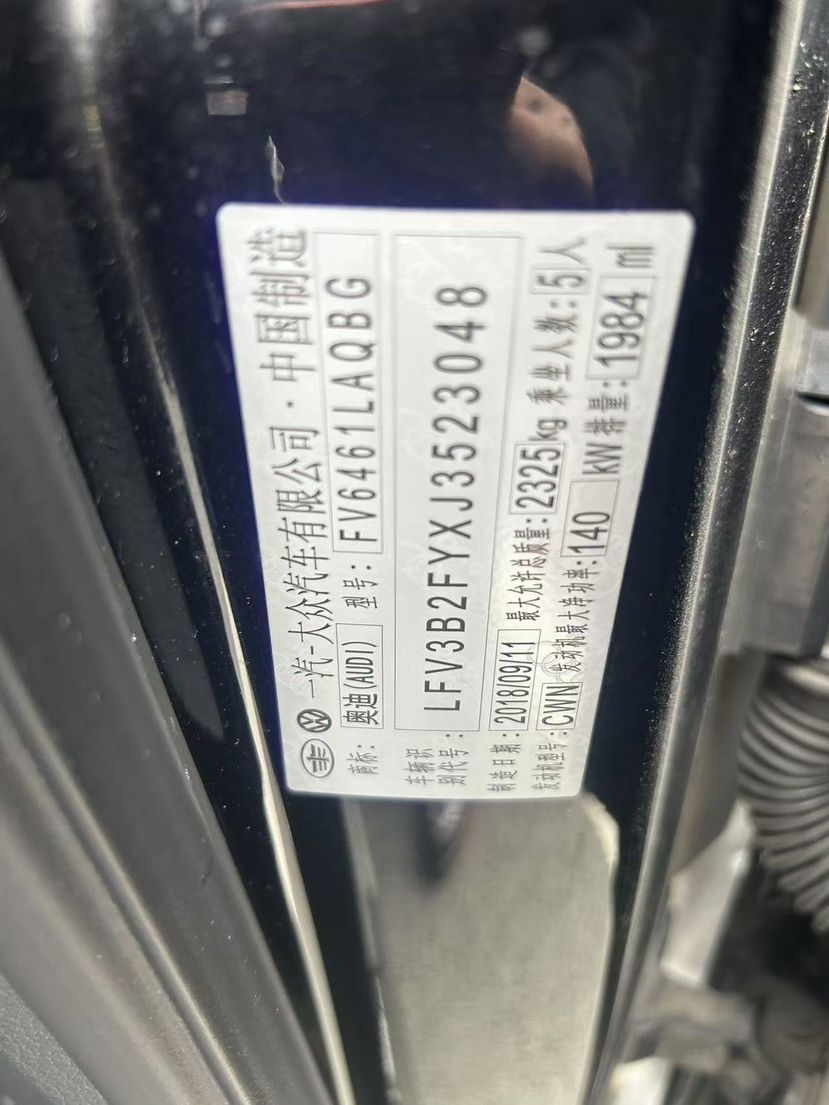 一汽-大众汽车有限公司·中国制造
商标: 奥迪(AUDI) 型号: FV6461LAQBG
车辆识别代号: LFV3B2FYXJ3523048
制造日期: 2018/09/11 最大允许总质量: 2325kg 乘坐人数: 5人
发动机型号: CWN 发动机最大净功率: 140 kW 排量: 1984 ml